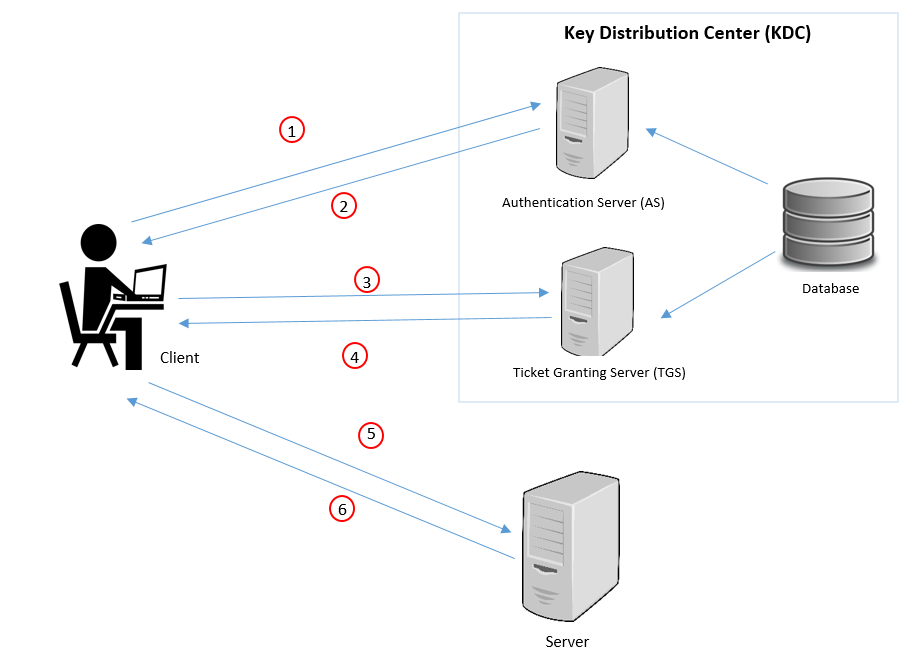 Key Distribution Center (KDC)
1
Authentication Server (AS)
2
Database
3
Client
4
Ticket Granting Server (TGS)
5
6
Server